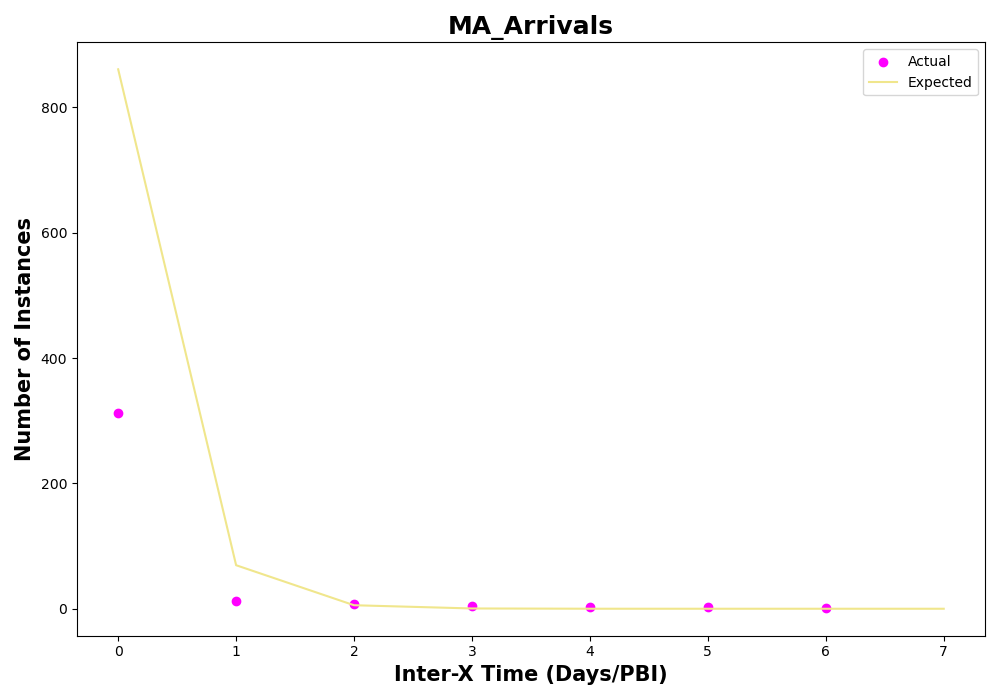 MA_Arrivals
Actual
Expected
Number of Instances
800
600
400
200
0
0 1 2 3 4 5 6 7
Inter-X Time (Days/PBI)